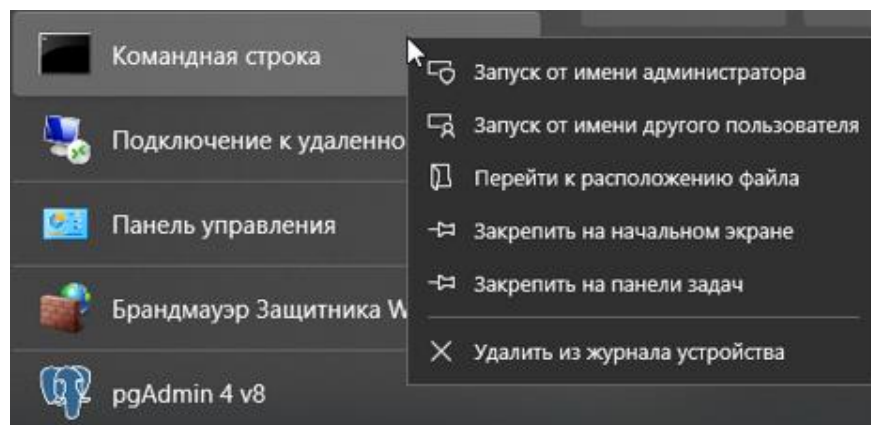 Командная строка
Запуск от имени администратора
Запуск от имени другого пользователя
Подключение к удаленно
Перейти к расположению файла
Панель управления
Закрепить на начальном экране
Закрепить на панели задач
Брандмауэр Защитника W
Удалить из журнала устройства
pgAdmin 4 v8